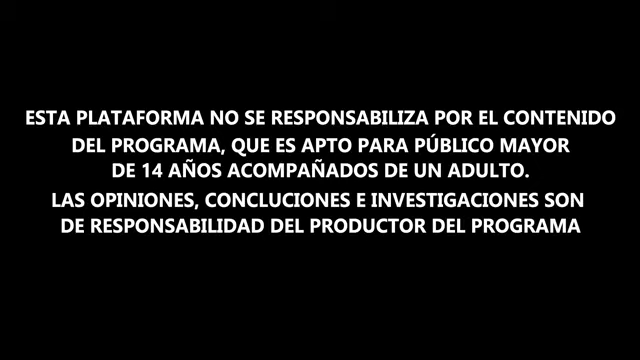 ESTA PLATAFORMA NO SE RESPONSABILIZA POR EL CONTENIDO
DEL PROGRAMA, QUE ES APTO PARA PÚBLICO MAYOR
DE 14 AÑOS ACOMPAÑADOS DE UN ADULTO.
LAS OPINIONES, CONCLUCIONES E INVESTIGACIONES SON
DE RESPONSABILIDAD DEL PRODUCTOR DEL PROGRAMA